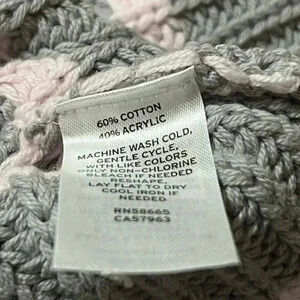 60% COTTON
40% ACRYLIC
MACHINE WASH COLD,
GENTLE CYCLE,
WITH LIKE COLORS
ONLY NON-CHLORINE
BLEACH IF NEEDED
RESHAPE,
LAY FLAT TO DRY
COOL IRON IF
NEEDED
RN58665
CA57963